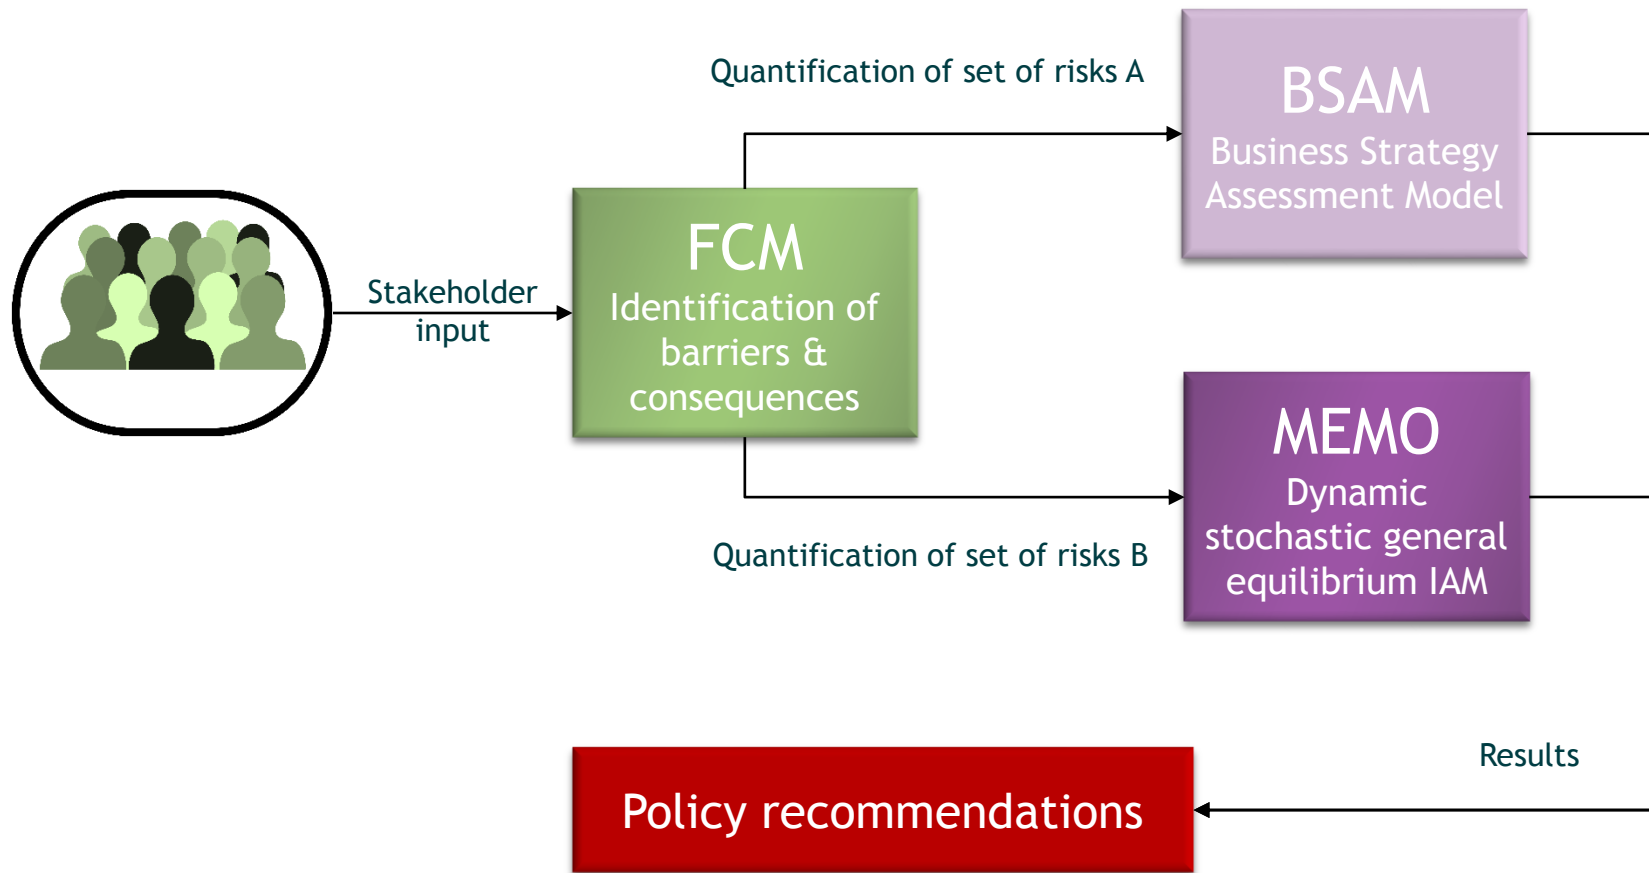 Quantification of set of risks A
BSAM
Business Strategy
Assessment Model
Stakeholder
input
FCM
Identification of
barriers &
consequences
MEMO
Dynamic
stochastic general
equilibrium IAM
Quantification of set of risks B
Results
Policy recommendations